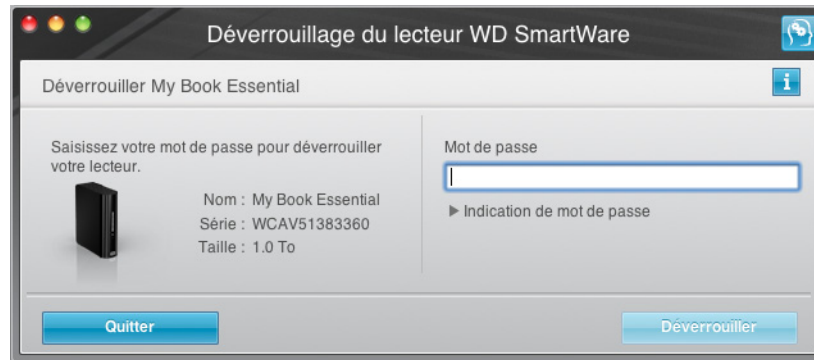 Déverrouillage du lecteur WD SmartWare
Déverrouiller My Book Essential
Saisissez votre mot de passe pour déverrouiller
votre lecteur.
Nom : My Book Essential
Série : WCAV51383360
Taille : 1.0 To
Mot de passe
Indication de mot de passe
Quitter
Déverrouiller